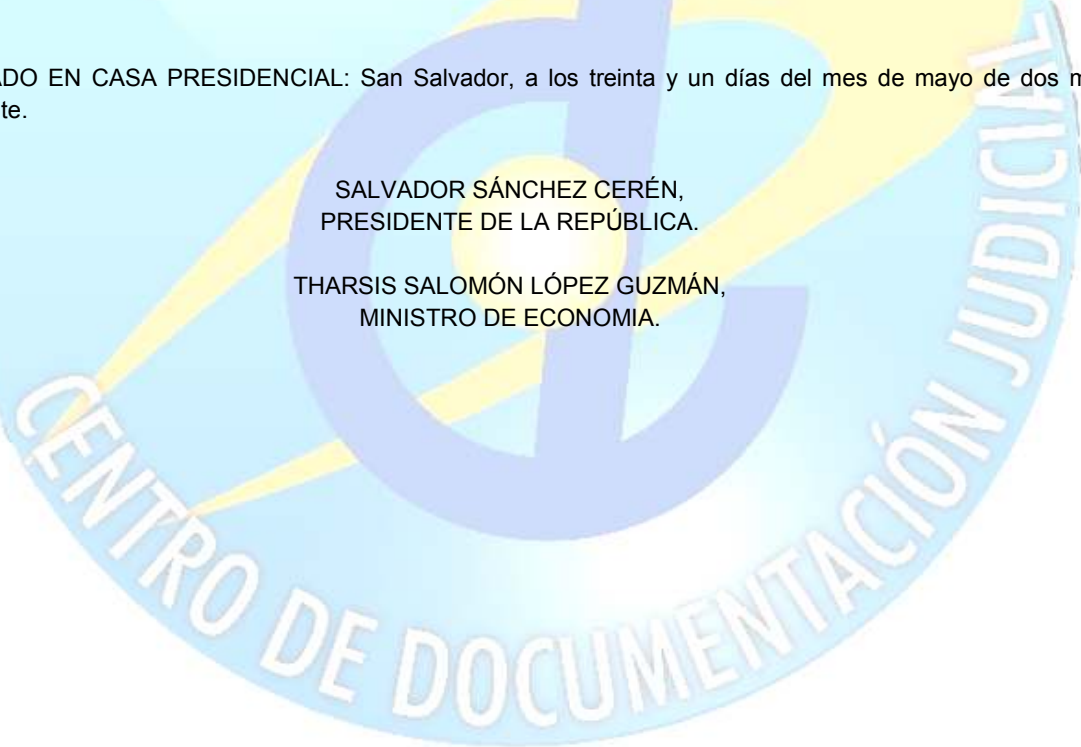 ADO EN CASA PRESIDENCIAL: San Salvador, a los treinta y un días del mes de mayo de dos m
te.
SALVADOR SÁNCHEZ CERÉN,
PRESIDENTE DE LA REPÚBLICA.
THARSIS SALOMÓN LÓPEZ GUZMÁN,
MINISTRO DE ECONOMIA.
CENTRO DE DOCUMENTACIÓN JUDICIAL